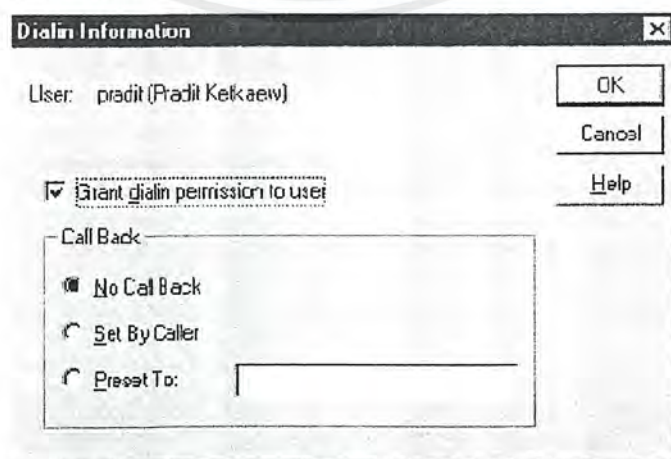 Dialin Information
User: pradit (Pradit Ketkaew)
OK
Cancel
Help
Grant dialin permission to user
Call Back
No Call Back
Set By Caller
Preset To: